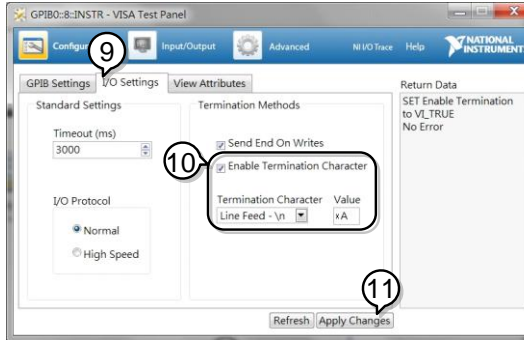 GPIB0::8::INSTR - VISA Test Panel
Configu
9
Input/Output
Advanced
NI I/O Trace
Help
NATIONAL
INSTRUMENT
GPIB Settings
I/O Settings
View Attributes
Standard Settings
Timeout (ms)
3000
I/O Protocol
Normal
High Speed
Termination Methods
Send End On Writes
10
Enable Termination Character
Termination Character
Value
Line Feed - \n
xA
Return Data
SET Enable Termination
to VI_TRUE
No Error
11
Refresh
Apply Changes